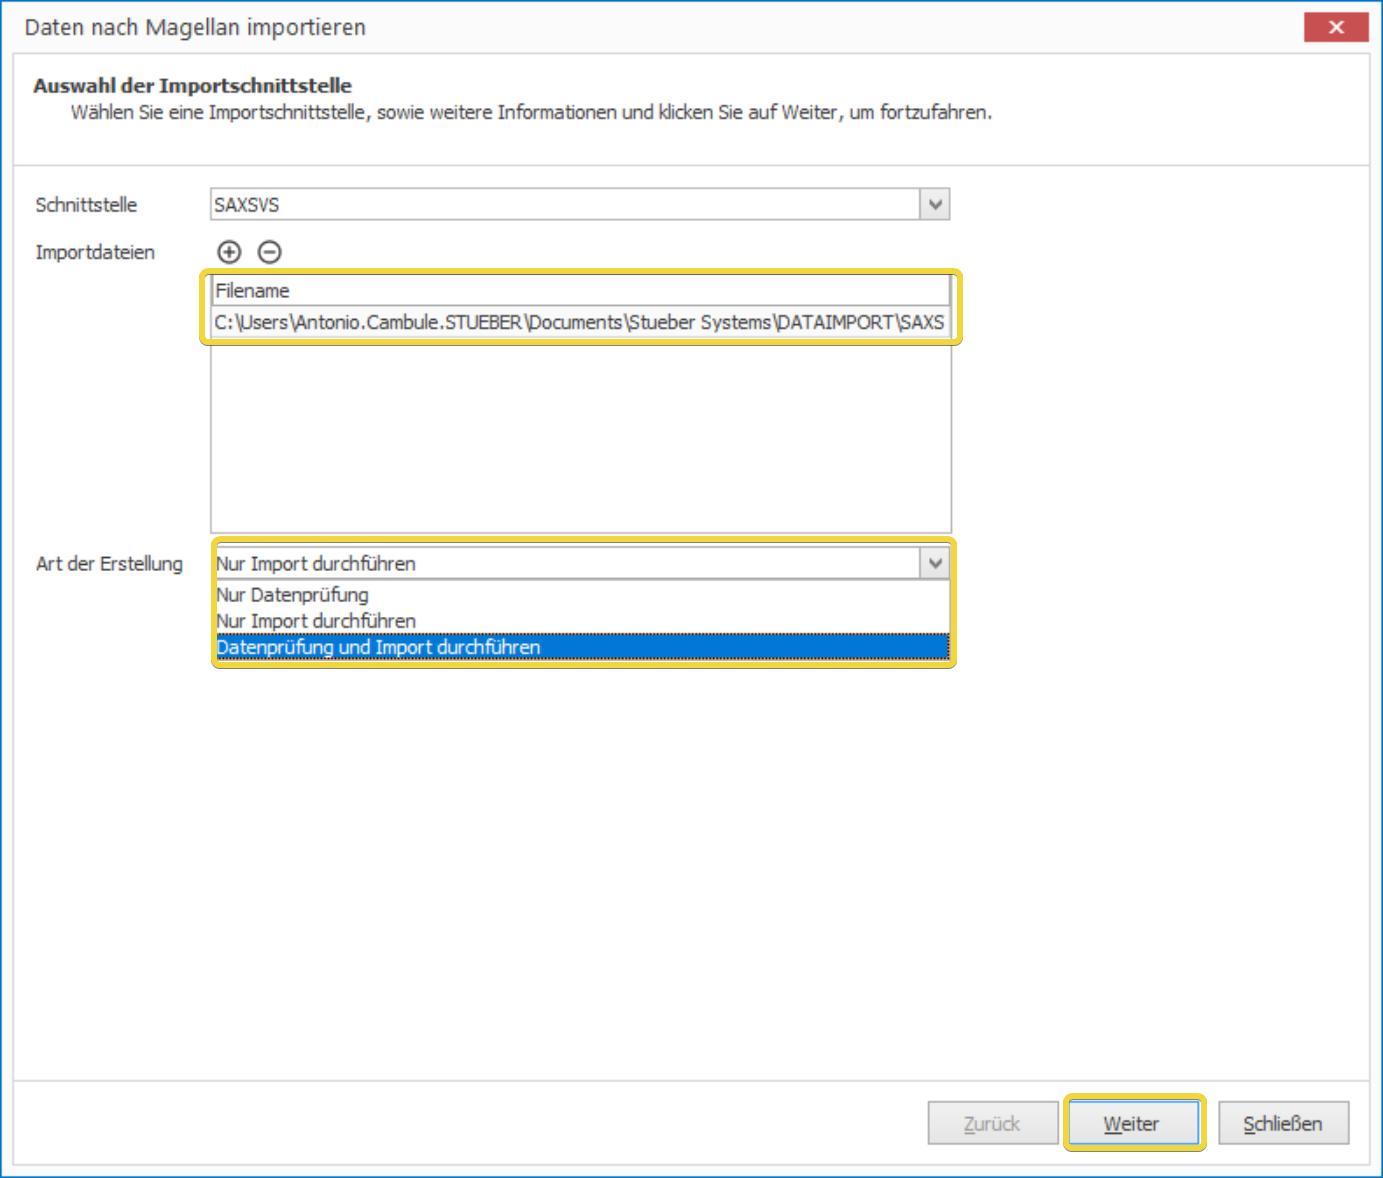 Daten nach Magellan importieren
Auswahl der Importschnittstelle
Wählen Sie eine Importschnittstelle, sowie weitere Informationen und klicken Sie auf Weiter, um fortzufahren.
Schnittstelle SAXSVS
Importdateien
Filename
C:\Users\Antonio.Cambule.STUEBER\Documents\Stueber Systems\DATAIMPORT\SAXS
Art der Erstellung Nur Import durchführen
Nur Datenprüfung
Nur Import durchführen
Datenprüfung und Import durchführen
Zurück Weiter Schließen